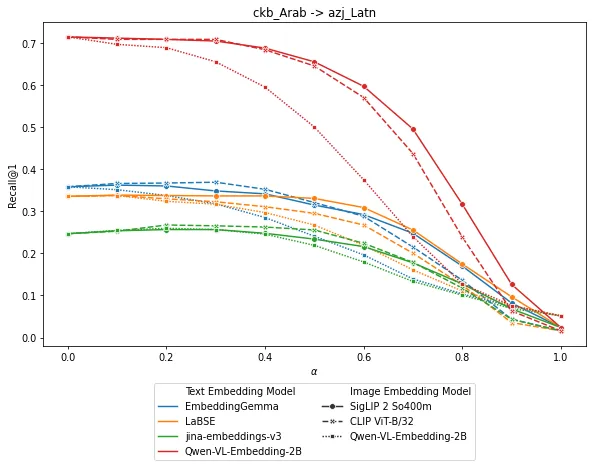 ckb_Arab -> azj_Latn
Recall@1
0.7
0.6
0.5
0.4
0.3
0.2
0.1
0.0
0.0 0.2 0.4 0.6 0.8 1.0
α
Text Embedding Model Image Embedding Model
EmbeddingGemma SigLIP 2 So400m
LaBSE CLIP ViT-B/32
jina-embeddings-v3 Qwen-VL-Embedding-2B
Qwen-VL-Embedding-2B